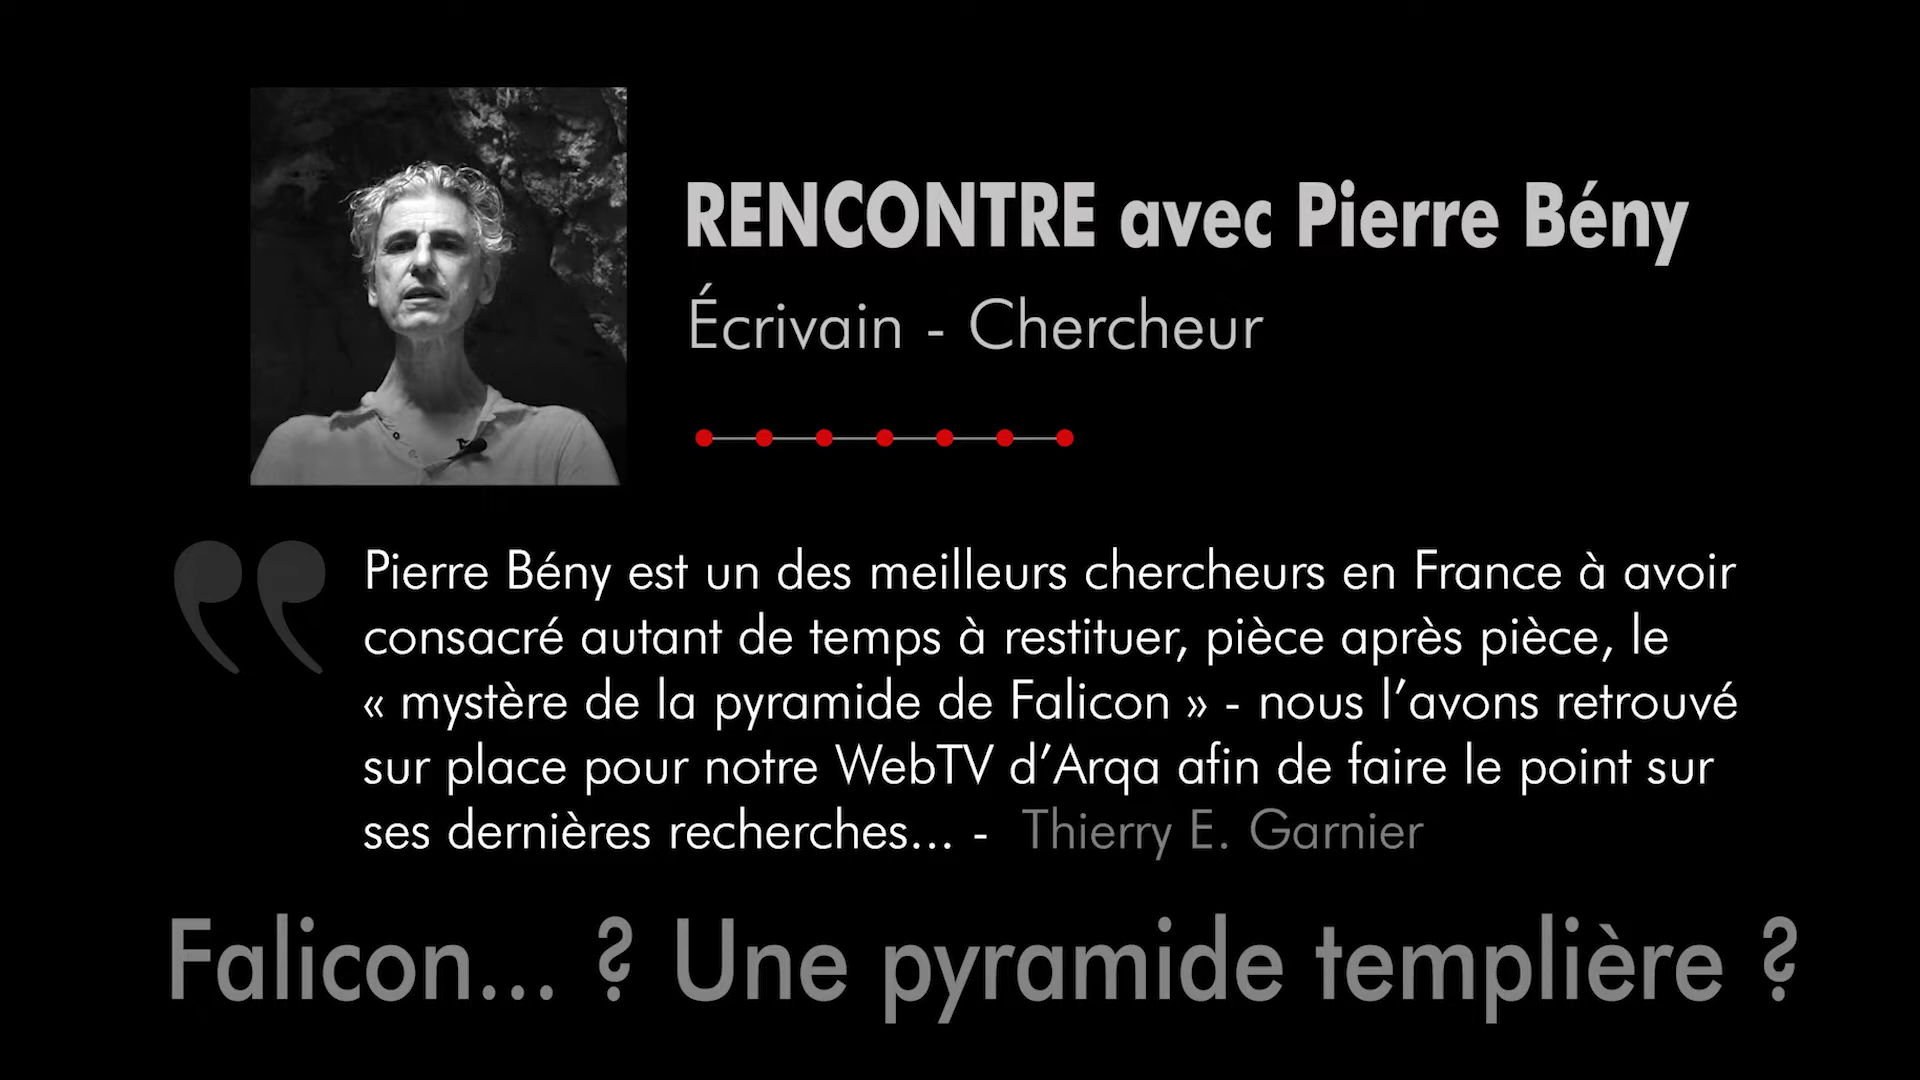 RENCONTRE avec Pierre Bény
Écrivain - Chercheur
Pierre Bény est un des meilleurs chercheurs en France à avoir
consacré autant de temps à restituer, pièce après pièce, le
« mystère de la pyramide de Falicon » - nous l’avons retrouvé
sur place pour notre WebTV d’Arqa afin de faire le point sur
ses dernières recherches... - Thierry E. Garnier
Falicon... ? Une pyramide templière ?